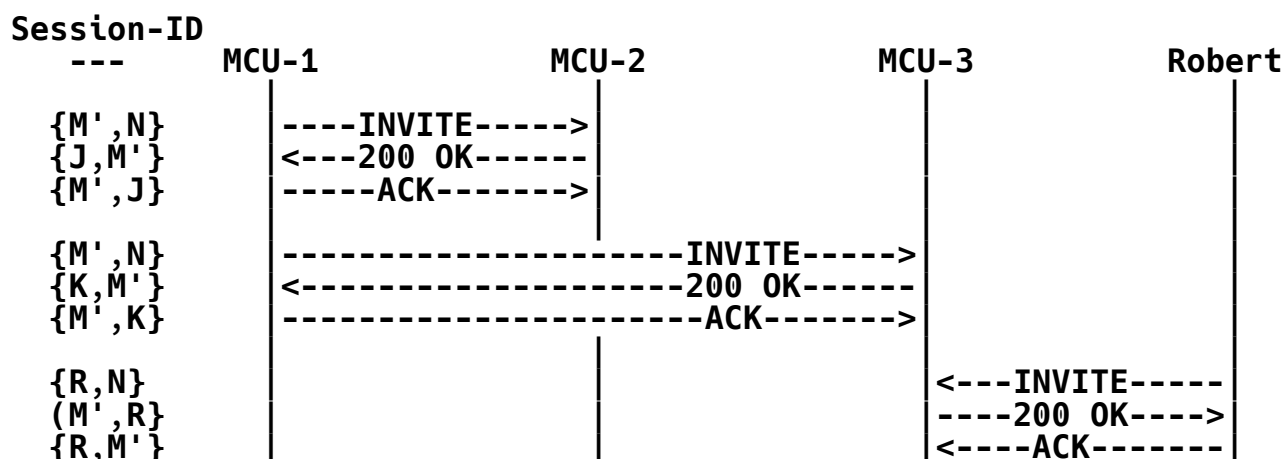 Session-ID
   ---      MCU-1               MCU-2               MCU-3            Robert
               |                    |                    |                  |
  {M',N}       |----INVITE----->|                    |                  |
  {J,M'}       |<---200 OK------|                    |                  |
  {M',J}       |-----ACK------->|                    |                  |
               |                    |                    |                  |
  {M',N}       |---------------------INVITE----->|                  |
  {K,M'}       |<--------------------200 OK------|                  |
  {M',K}       |----------------------ACK------->|                  |
               |                    |                    |                  |
  {R,N}        |                    |                    |<---INVITE-----|
  (M',R}       |                    |                    |----200 OK---->|
  {R,M'}       |                    |                    |<----ACK-------|